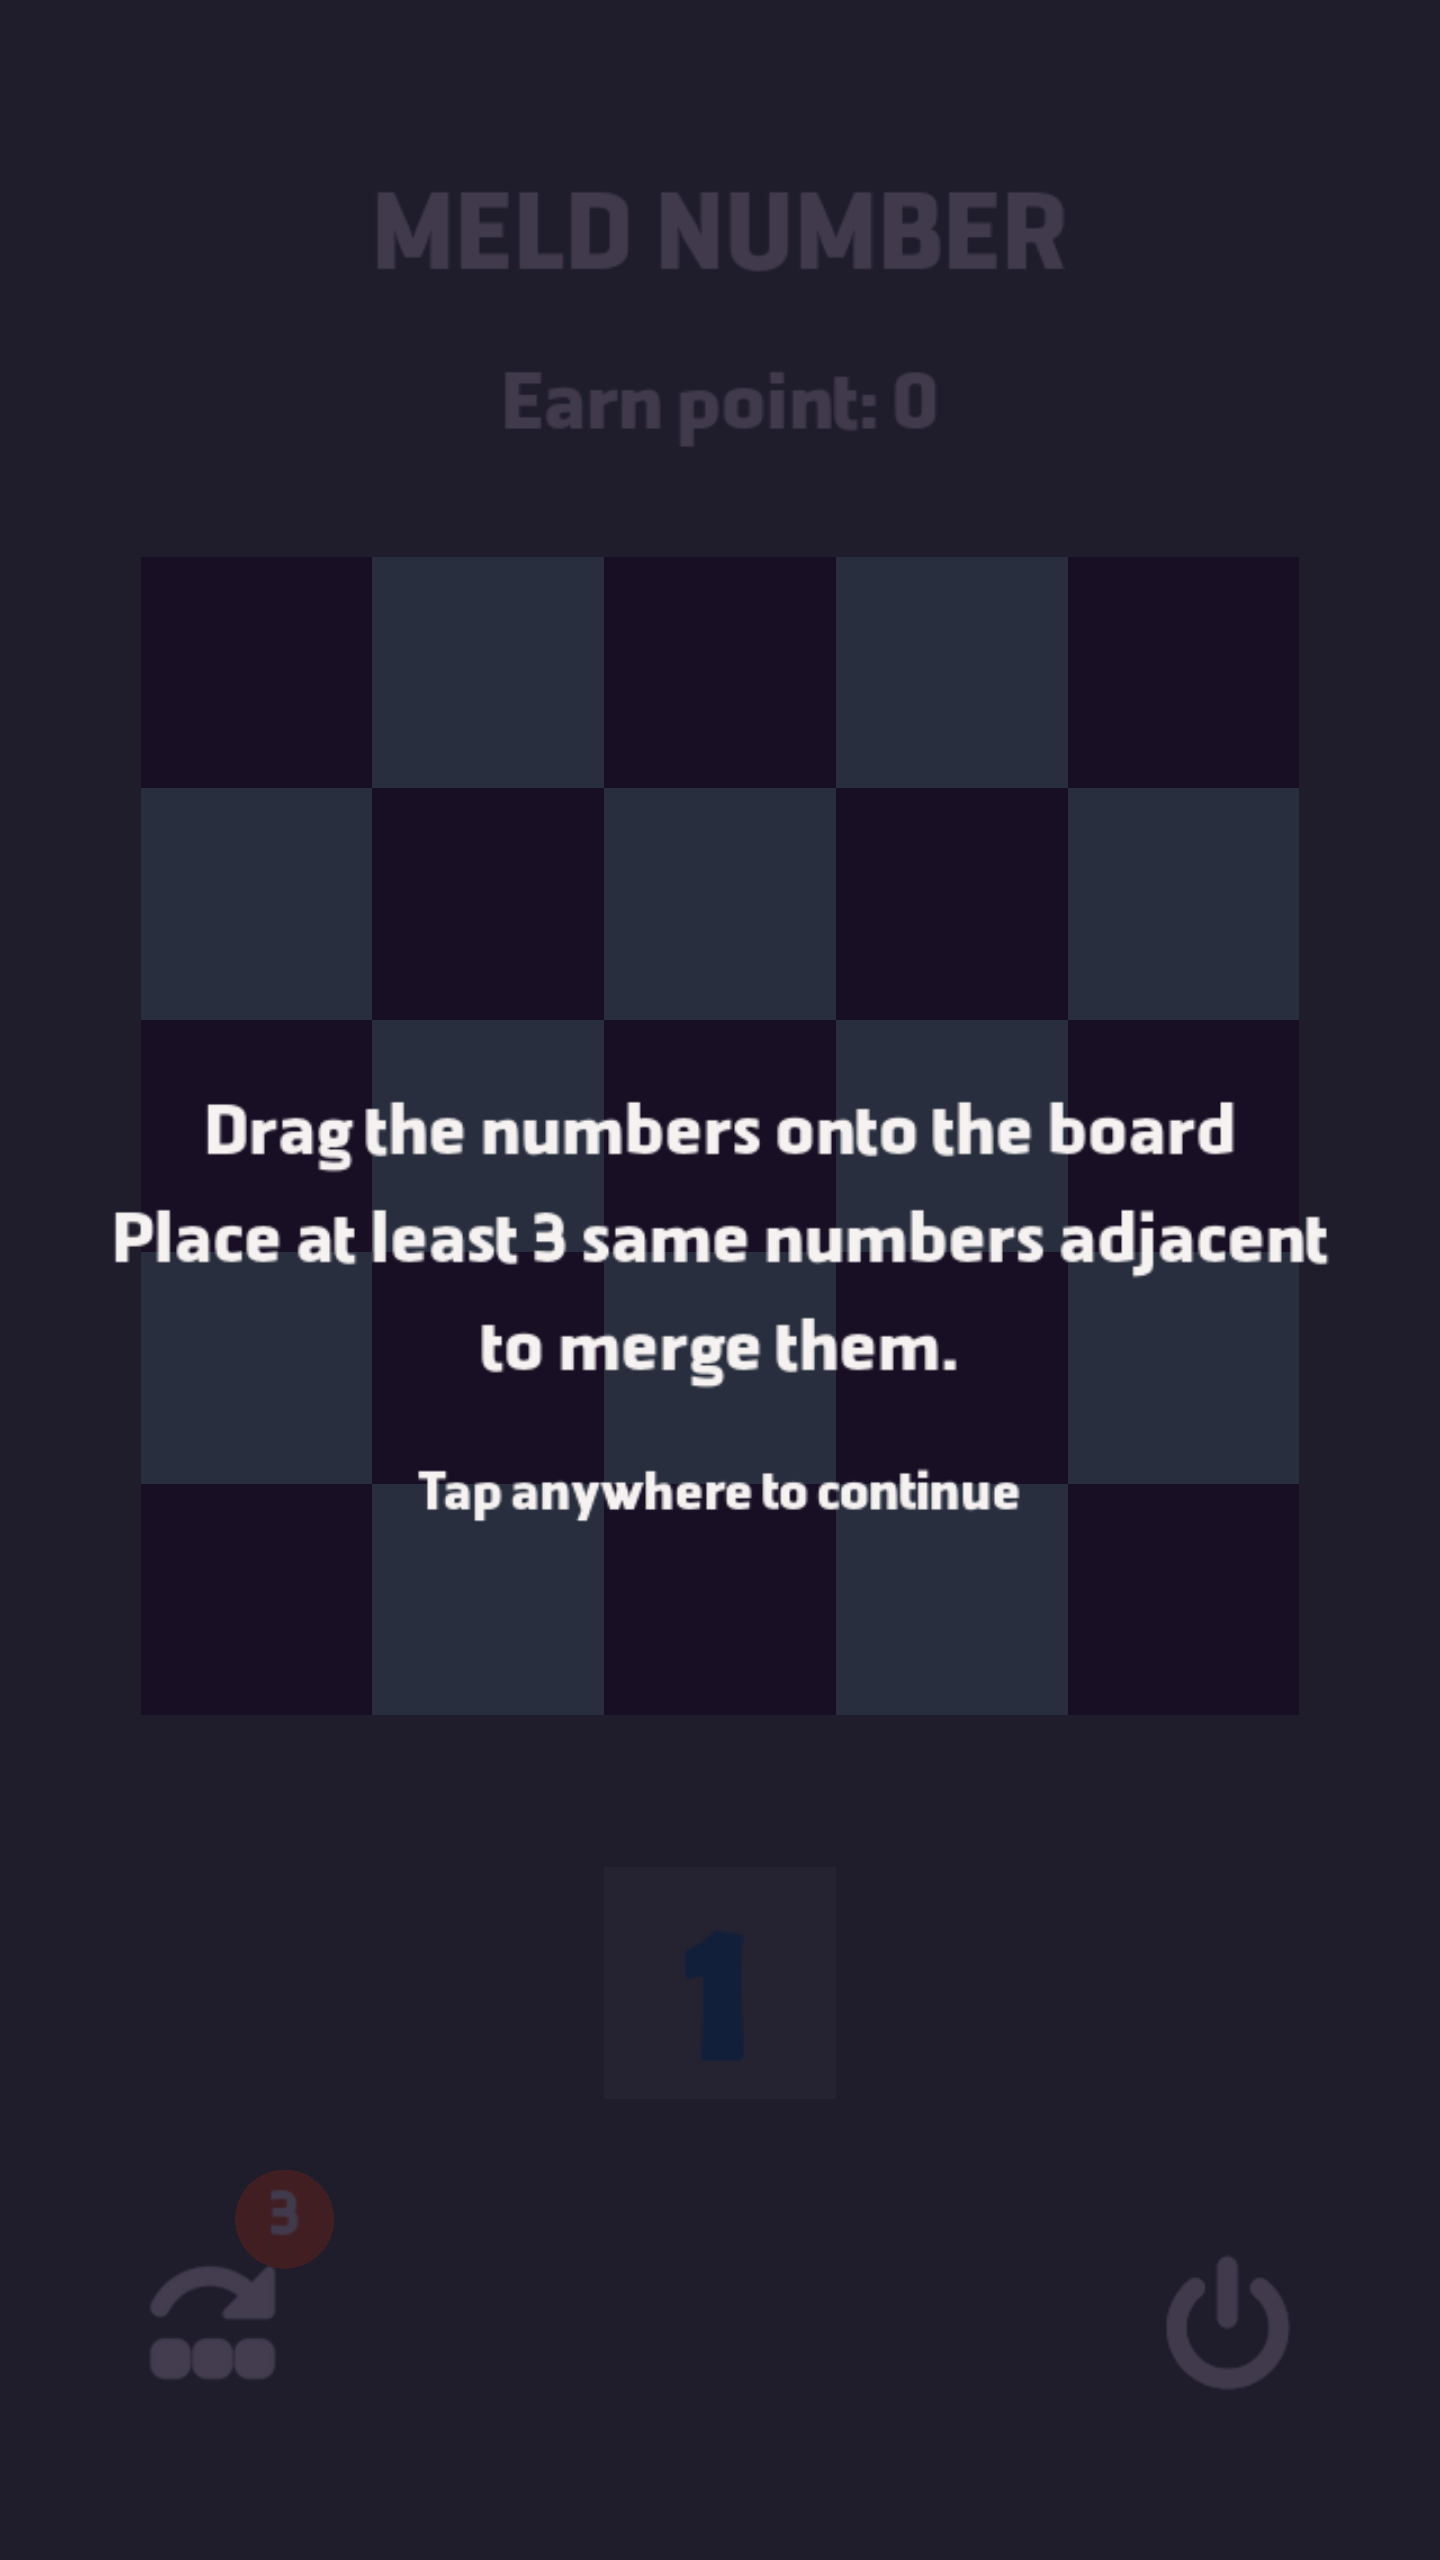 MELD NUMBER
Earn point: 0
Drag the numbers onto the board
Place at least 3 same numbers adjacent
to merge them.
Tap anywhere to continue
1
3